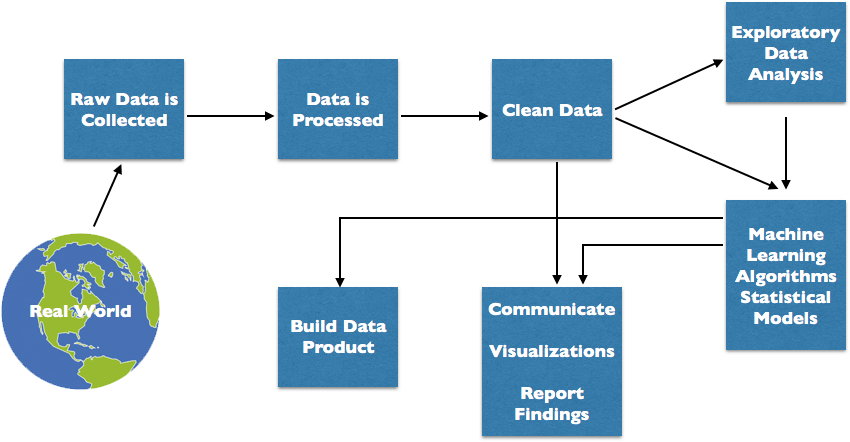 Exploratory
Data
Analysis
Raw Data is
Collected
Data is
Processed
Clean Data
Real World
Build Data
Product
Communicate
Visualizations
Report
Findings
Machine
Learning
Algorithms
Statistical
Models